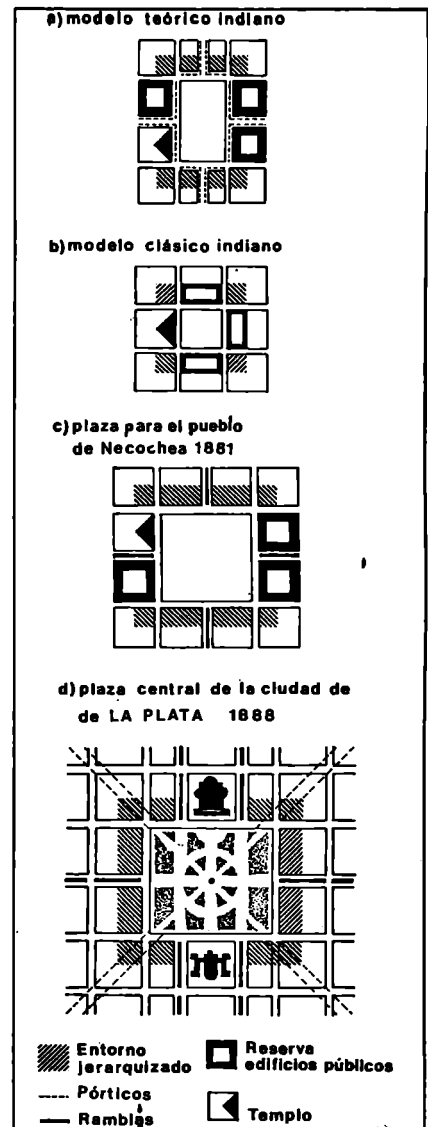 a) modelo teórico indiano
b) modelo clásico indiano
c) plaza para el pueblo
de Necochea 1881
d) plaza central de la ciudad de
de LA PLATA 1888
Entorno
jerarquizado
Pórticos
Ramblas
Reserva
edificios públicos
Templo